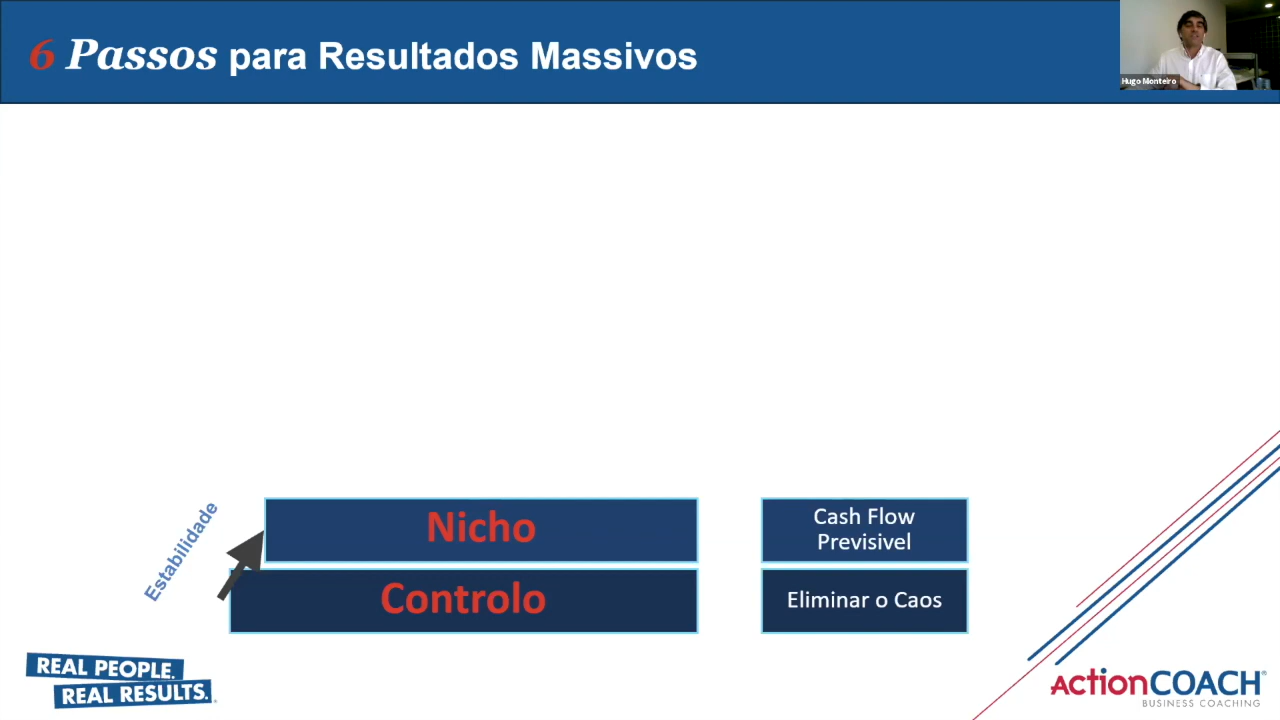 6 Passos para Resultados Massivos
Hugo Monteiro
Estabilidade
Nicho
Cash Flow
Previsivel
Controlo
Eliminar o Caos
REAL PEOPLE.
REAL RESULTS.
ActionCOACH®
BUSINESS COACHING